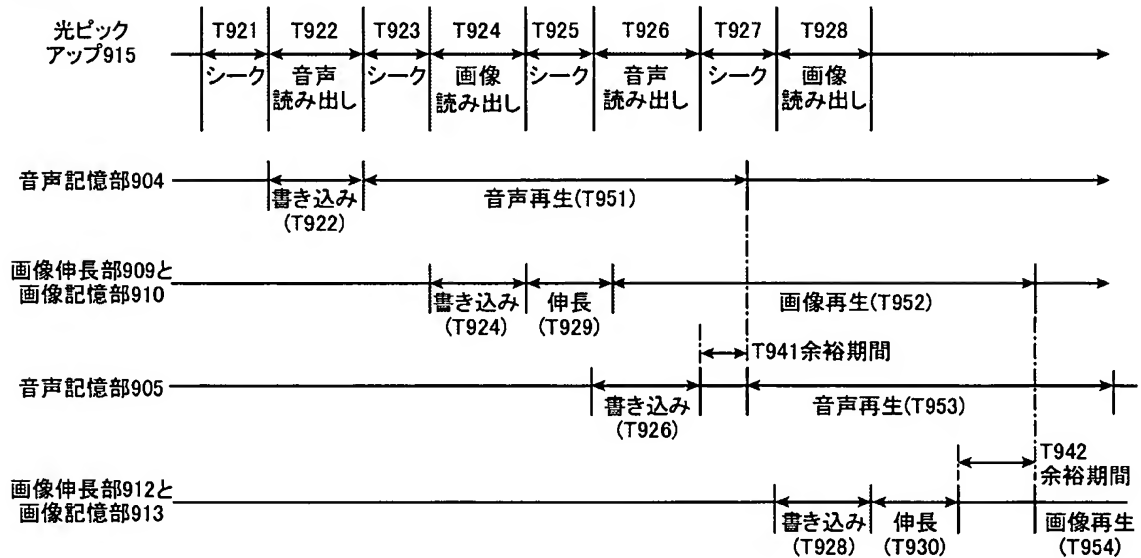 光ピック
アップ915
T921
T922
T923
T924
T925
T926
T927
T928
シーク
音声
読み出し
シーク
画像
読み出し
シーク
音声
読み出し
シーク
画像
読み出し
音声記憶部904
書き込み
(T922)
音声再生(T951)
画像伸長部909と
画像記憶部910
書き込み
(T924)
伸長
(T929)
画像再生(T952)
T941余裕期間
音声記憶部905
書き込み
(T926)
音声再生(T953)
T942
余裕期間
画像伸長部912と
画像記憶部913
書き込み
(T928)
伸長
(T930)
画像再生
(T954)